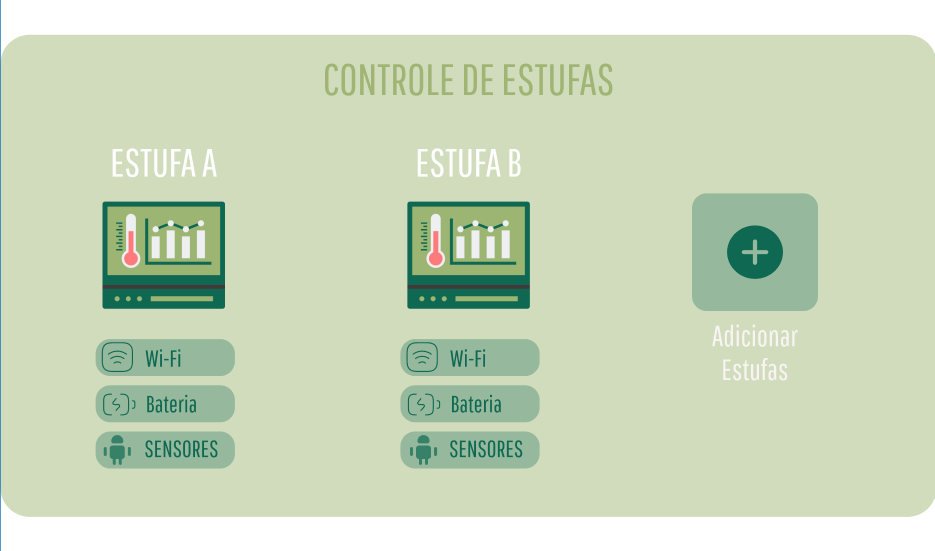 CONTROLE DE ESTUFAS
ESTUFA A
Wi-Fi
Bateria
SENSORES
ESTUFA B
Wi-Fi
Bateria
SENSORES
Adicionar
Estufas